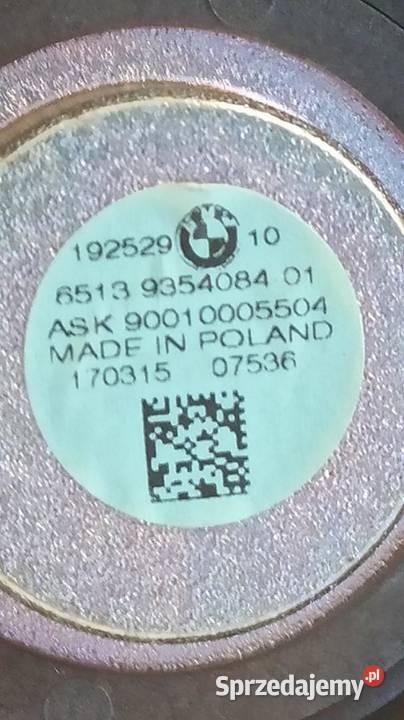 192529 10
6513 9354084 01
ASK 90010005504
MADE IN POLAND
170315 07536
Sprzedajemy.pl